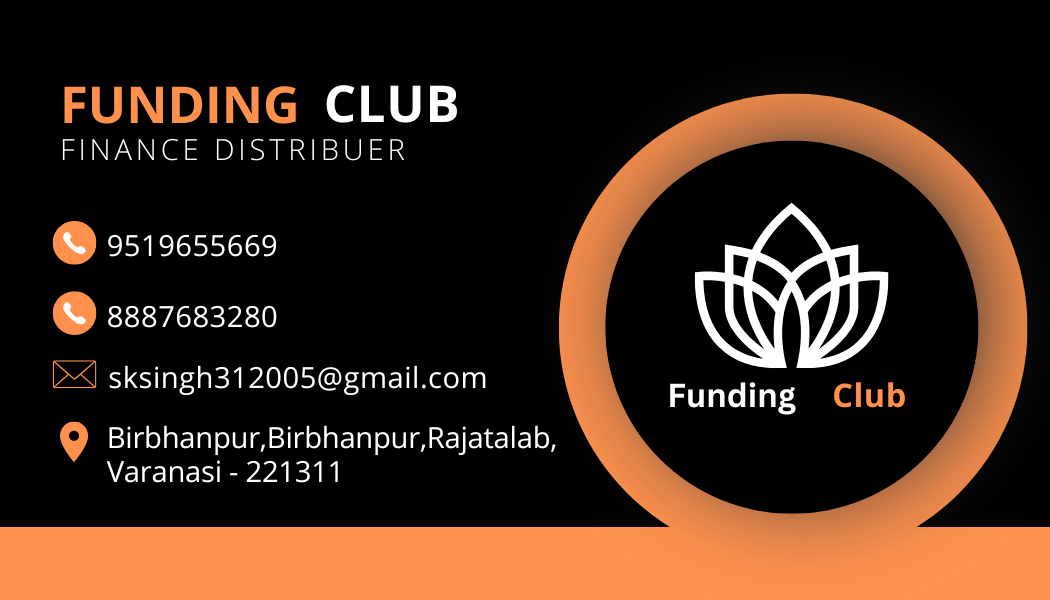 FUNDING CLUB
FINANCE DISTRIBUER
9519655669
8887683280
sksingh312005@gmail.com
Birbhanpur,Birbhanpur,Rajatalab,
Varanasi - 221311
Funding Club